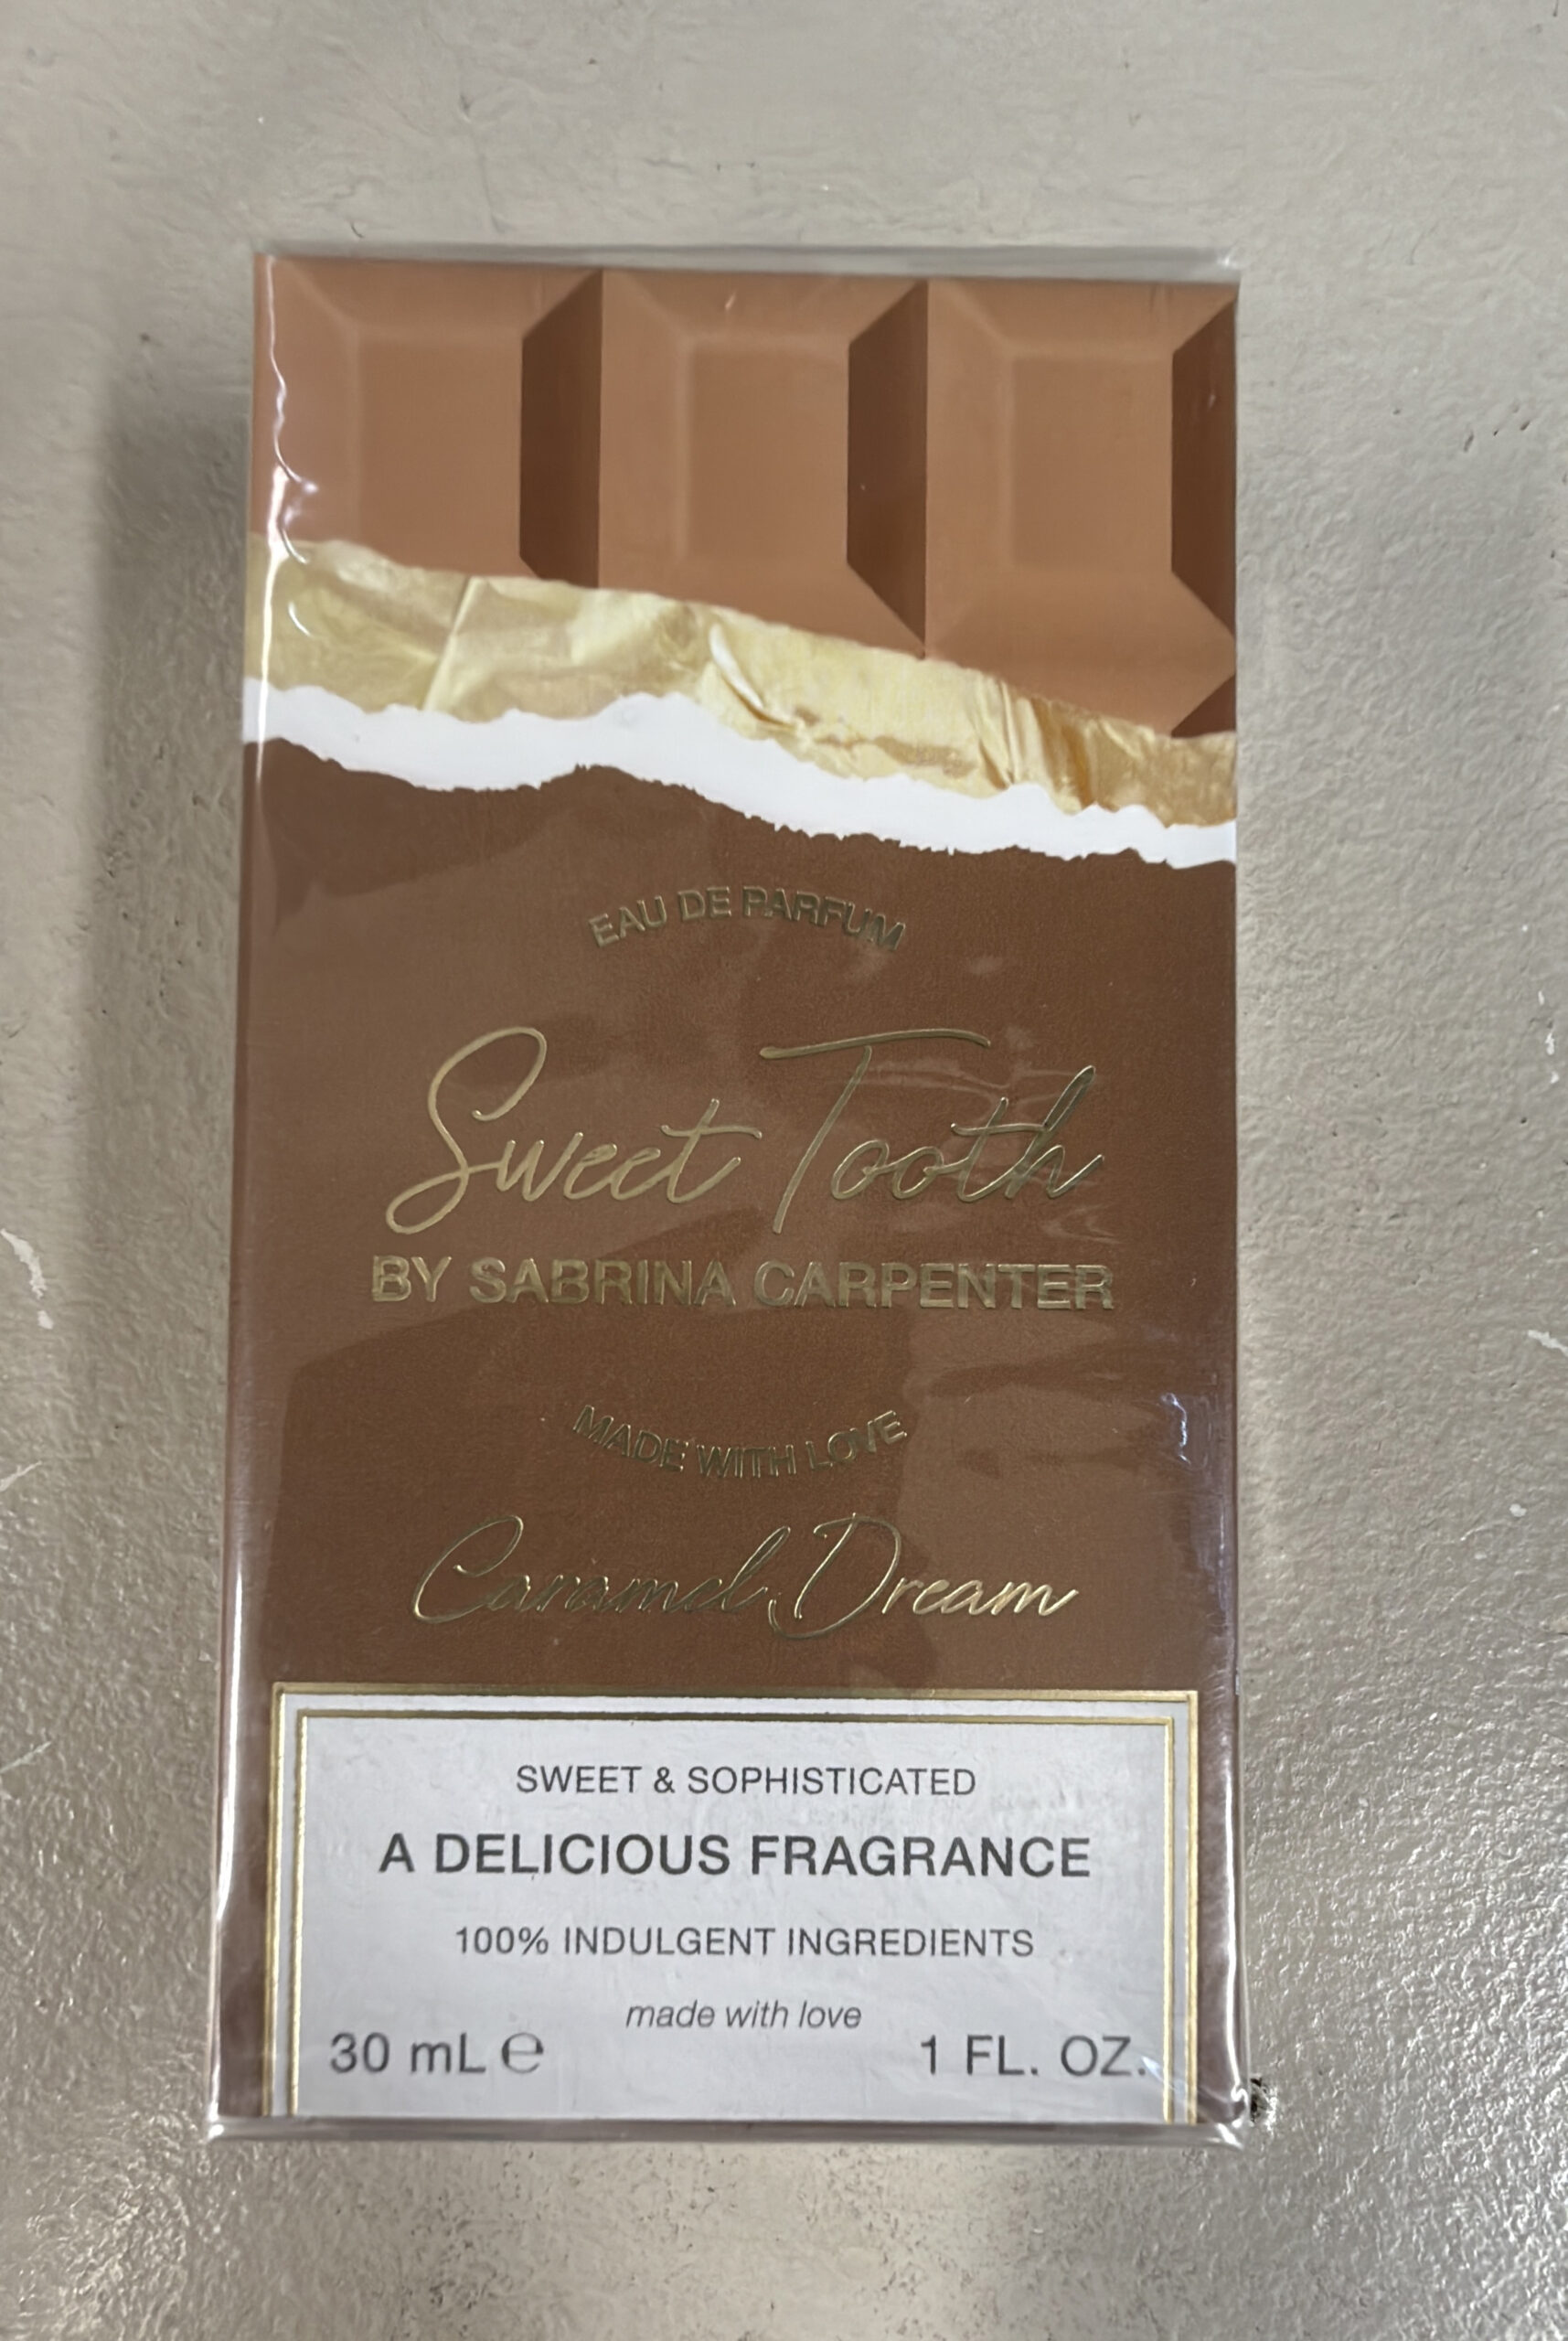 EAU DE PARFUM
Sweet Tooth
BY SABRINA CARPENTER
MADE WITH LOVE
Caramel Dream
SWEET & SOPHISTICATED
A DELICIOUS FRAGRANCE
100% INDULGENT INGREDIENTS
made with love
30 mL ℮ 1 FL. OZ.